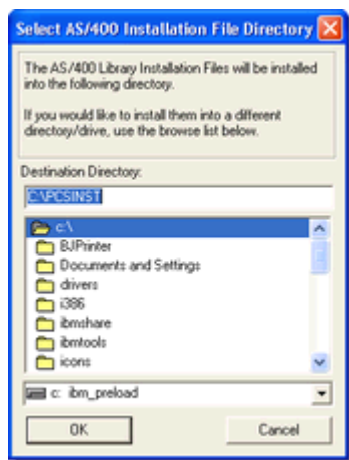 Select AS/400 Installation File Directory
The AS/400 Library Installation Files will be installed
into the following directory.
If you would like to install them into a different
directory/drive, use the browse list below.
Destination Directory:
C:\PCSINST
c:\
BJPrinter
Documents and Settings
drivers
i386
ibmshare
ibmtools
icons
c: ibm_preload
OK
Cancel